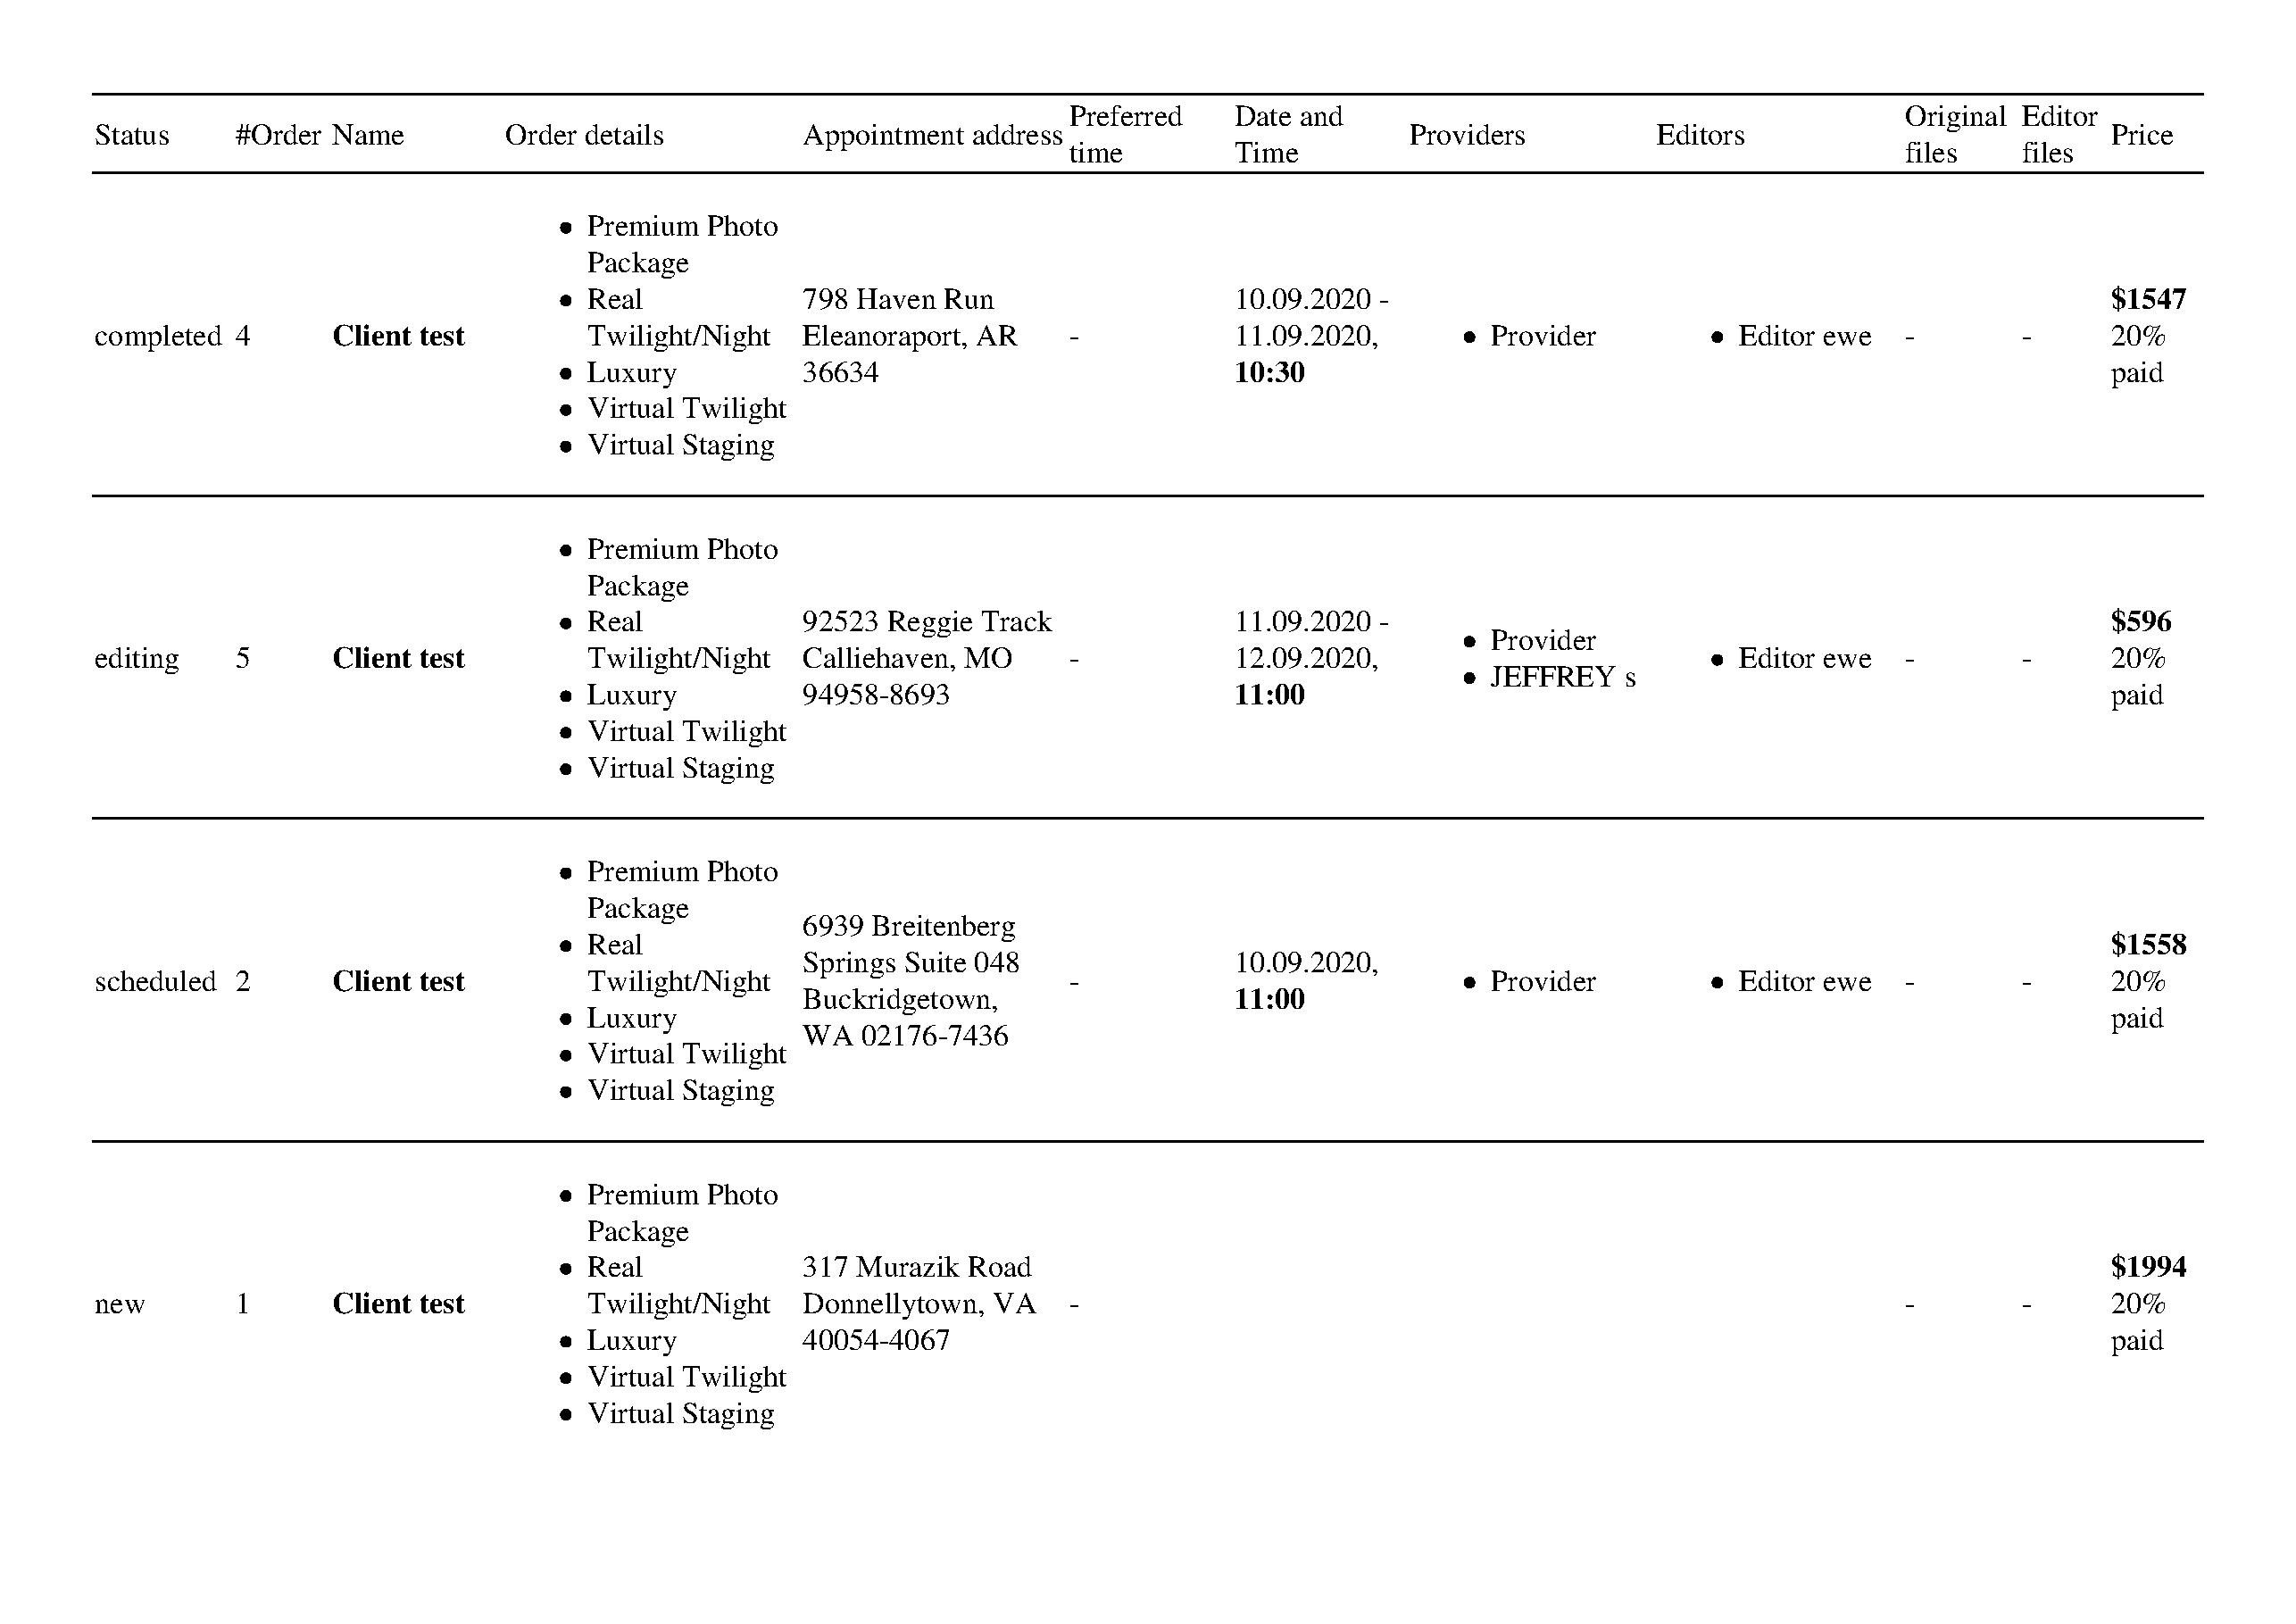 Status #Order Name Order details Appointment address Preferred time Date and Time Providers Editors Original files Editor files Price
completed 4 Client test
• Premium Photo
Package
• Real
Twilight/Night
• Luxury
• Virtual Twilight
• Virtual Staging
798 Haven Run
Eleanoraport, AR
36634
-
10.09.2020 -
11.09.2020,
10:30
• Provider
• Editor ewe
-
-
$1547
20%
paid
editing 5 Client test
• Premium Photo
Package
• Real
Twilight/Night
• Luxury
• Virtual Twilight
• Virtual Staging
92523 Reggie Track
Calliehaven, MO
94958-8693
-
11.09.2020 -
12.09.2020,
11:00
• Provider
• JEFFREY s
• Editor ewe
-
-
$596
20%
paid
scheduled 2 Client test
• Premium Photo
Package
• Real
Twilight/Night
• Luxury
• Virtual Twilight
• Virtual Staging
6939 Breitenberg
Springs Suite 048
Buckridgetown,
WA 02176-7436
-
10.09.2020,
11:00
• Provider
• Editor ewe
-
-
$1558
20%
paid
new 1 Client test
• Premium Photo
Package
• Real
Twilight/Night
• Luxury
• Virtual Twilight
• Virtual Staging
317 Murazik Road
Donnellytown, VA
40054-4067
-
-
-
$1994
20%
paid